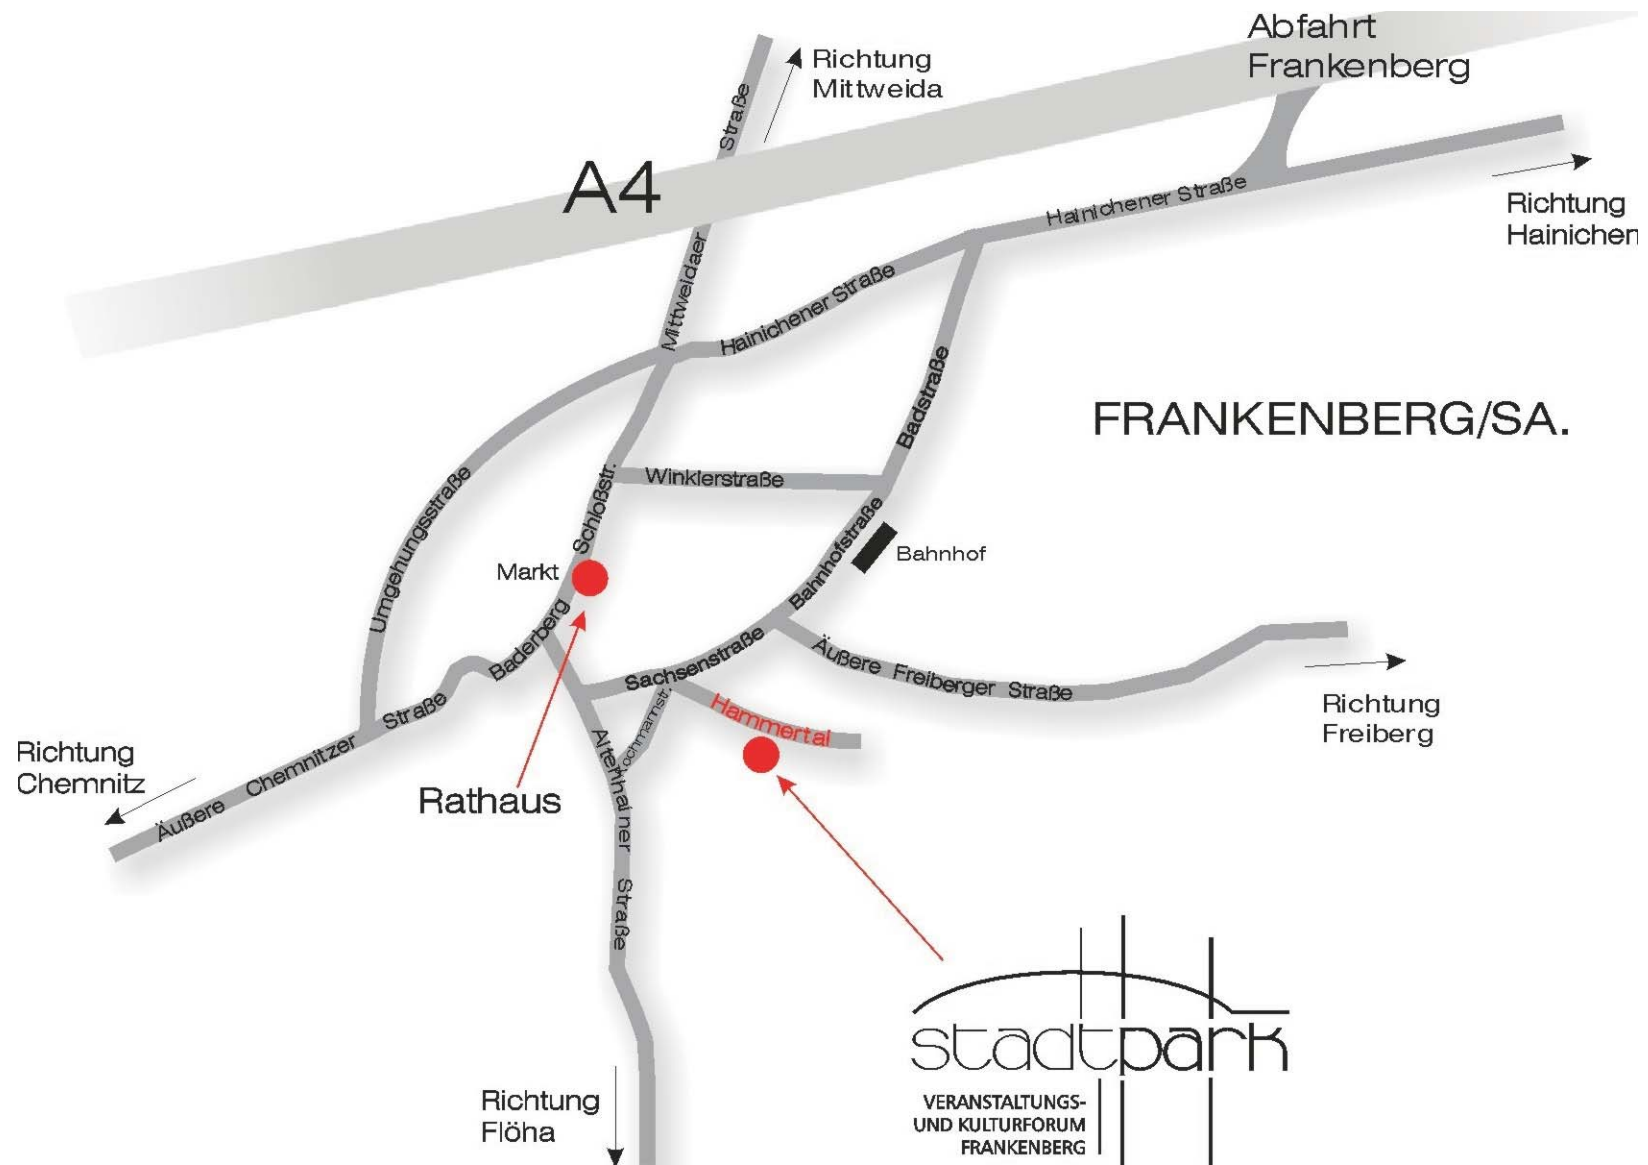 Abfahrt
Frankenberg
Richtung
Mittweida
A4
Mittweidaer Straße
Hainichener Straße
Richtung
Hainichen
Hainichener Straße
FRANKENBERG/SA.
Badstraße
Winklerstraße
Schloßstr.
Umgehungsstraße
Markt
Bahnhofstraße
Bahnhof
Baderberg
Sachsenstraße
Äußere Freiberger Straße
Richtung
Freiberg
Hammertal
Lochmannstr.
Altenhainer Straße
Äußere Chemnitzer Straße
Richtung
Chemnitz
Rathaus
stadtpark
VERANSTALTUNGS-
UND KULTURFORUM
FRANKENBERG
Richtung
Flöha